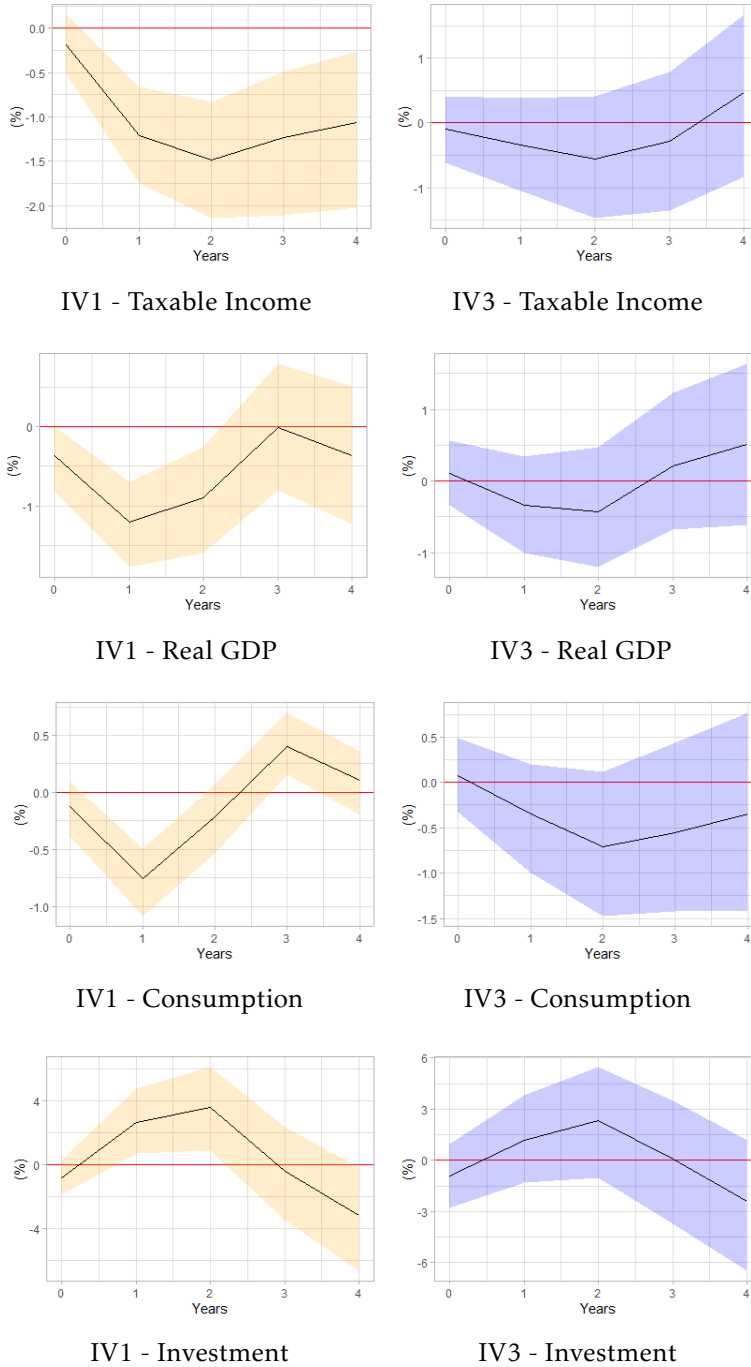 0.0
-0.5
-1.0
-1.5
-2.0
(%)
0 1 2 3 4
Years
IV1 - Taxable Income
1
0
-1
(%)
0 1 2 3 4
Years
IV3 - Taxable Income
0
-1
(%)
0 1 2 3 4
Years
IV1 - Real GDP
1
0
-1
(%)
0 1 2 3 4
Years
IV3 - Real GDP
0.5
0.0
-0.5
-1.0
(%)
0 1 2 3 4
Years
IV1 - Consumption
0.5
0.0
-0.5
-1.0
-1.5
(%)
0 1 2 3 4
Years
IV3 - Consumption
4
0
-4
(%)
0 1 2 3 4
Years
IV1 - Investment
6
3
0
-3
-6
(%)
0 1 2 3 4
Years
IV3 - Investment